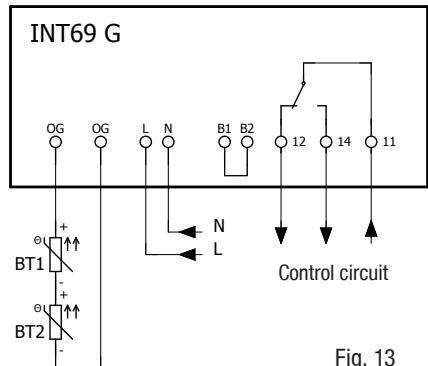 INT69 G
OG OG L N B1 B2 12 14 11
+
Θ
BT1
-
N
L
Control circuit
+
Θ
BT2
-
Fig. 13